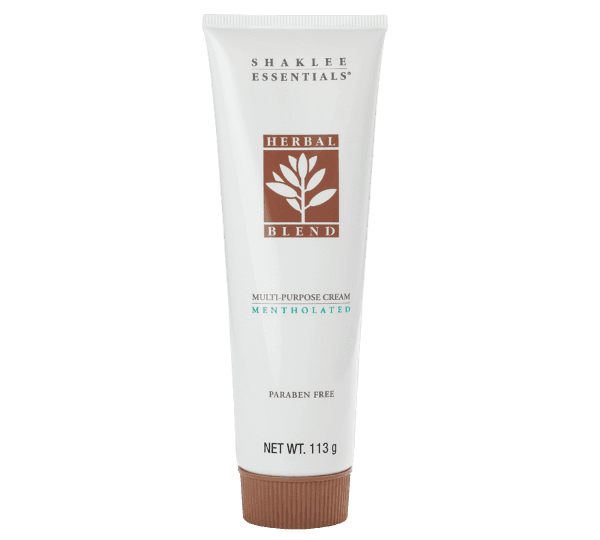 SHAKLEE
ESSENTIALS®
HERBAL
BLEND
MULTI-PURPOSE CREAM
MENTHOLATED
PARABEN FREE
NET WT. 113 g